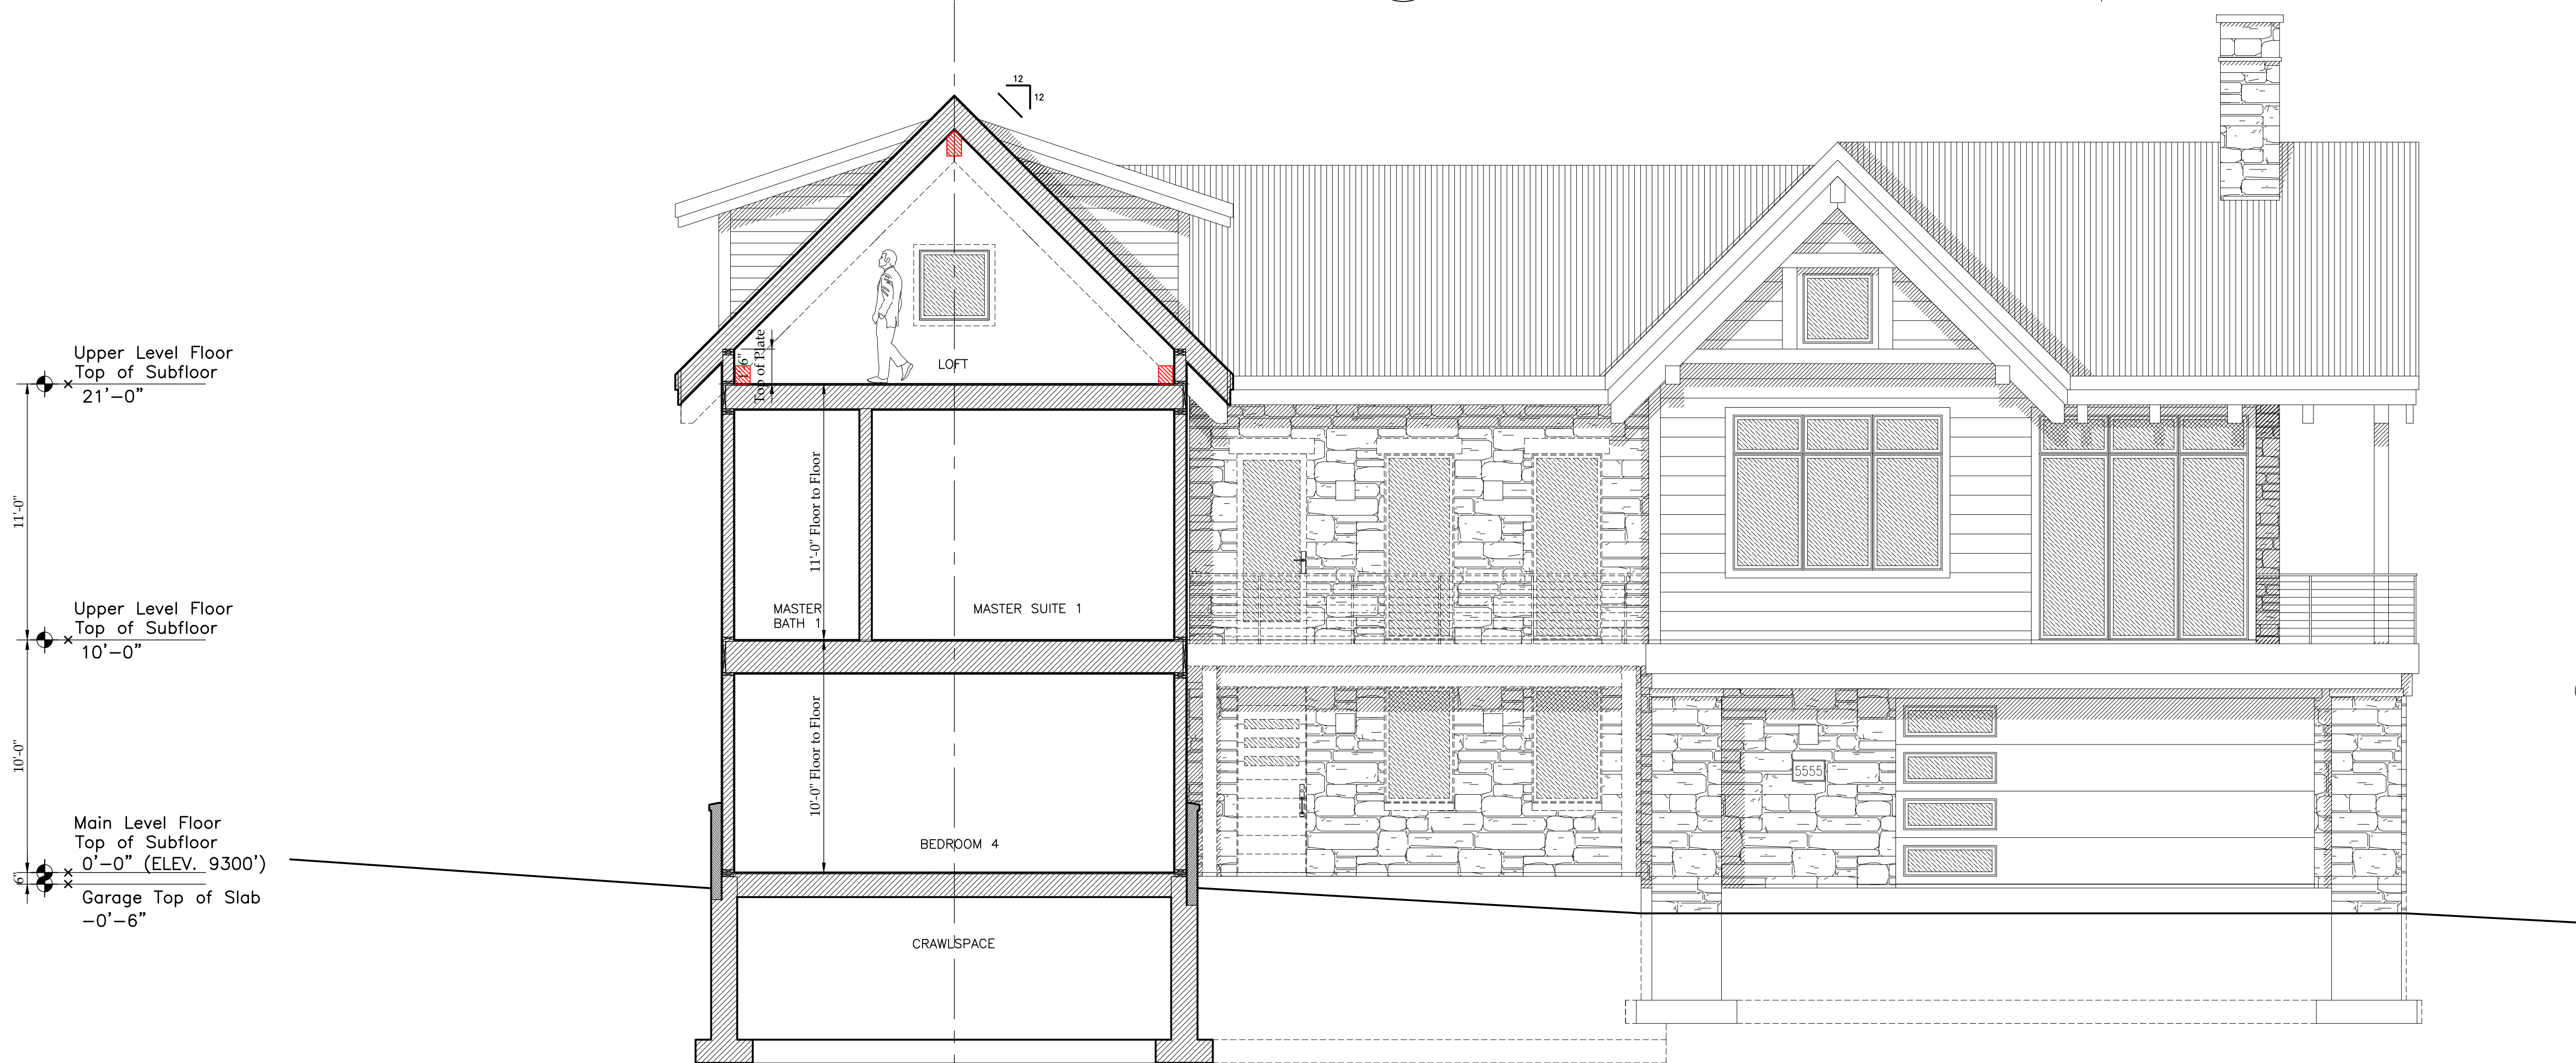 12
12
Upper Level Floor
Top of Subfloor
21'-0"
6"
Top of Plate
LOFT
11'-0"
11'-0" Floor to Floor
MASTER
BATH 1
MASTER SUITE 1
Upper Level Floor
Top of Subfloor
10'-0"
10'-0"
10'-0" Floor to Floor
5555
Main Level Floor
Top of Subfloor
0'-0" (ELEV. 9300')
BEDROOM 4
6"
Garage Top of Slab
-0'-6"
CRAWLSPACE